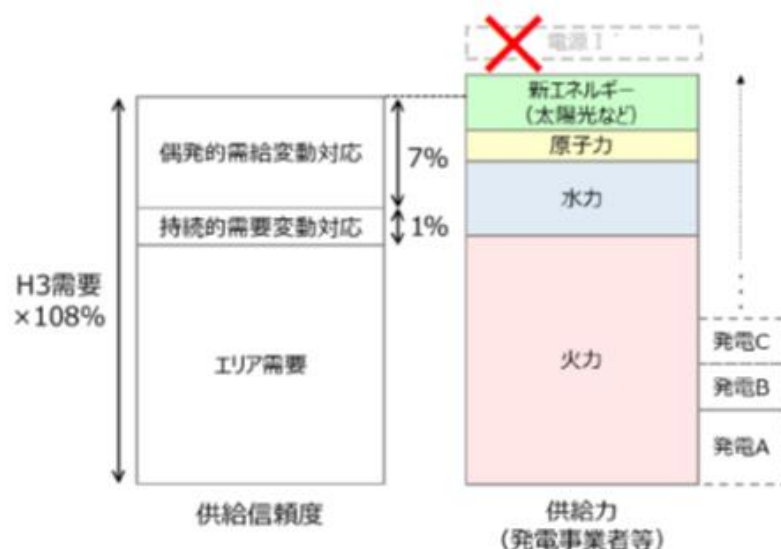 電源Ⅰ'
新エネルギー
(太陽光など)
原子力
水力
火力
偶発的需給変動対応
7%
持続的需要変動対応
1%
H3需要
×108%
エリア需要
発電C
発電B
発電A
供給信頼度
供給力
(発電事業者等)